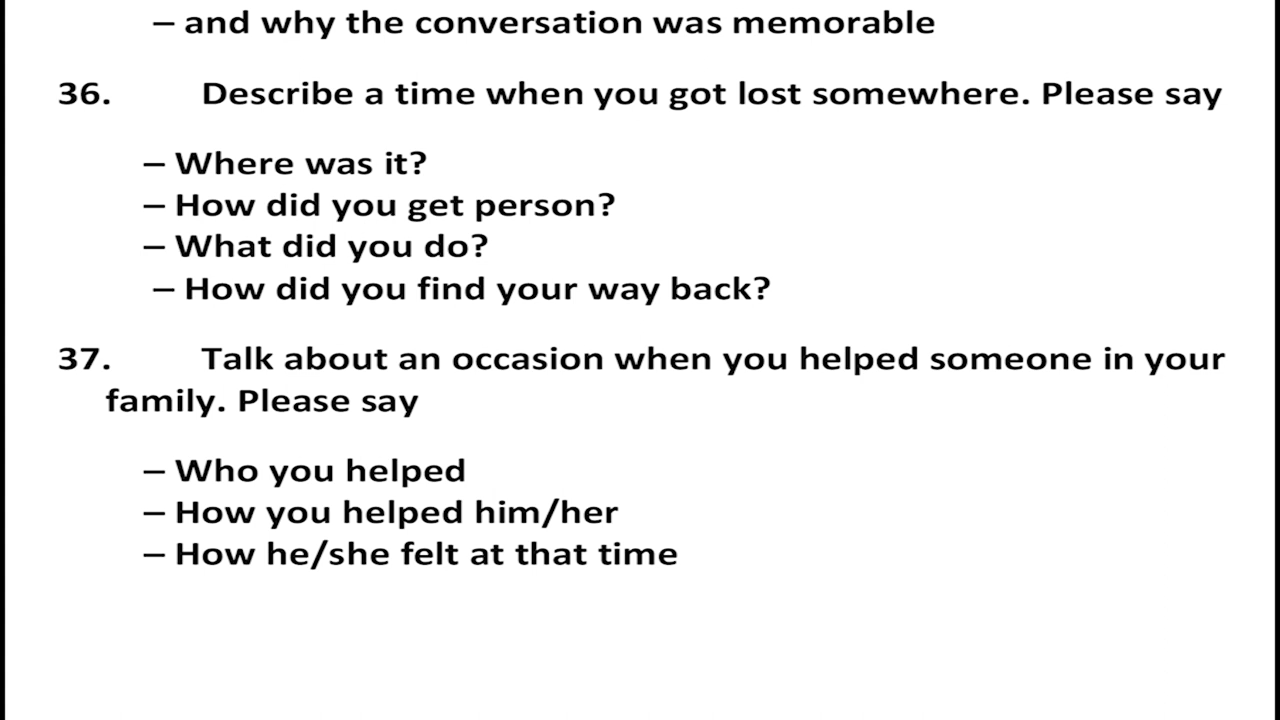 – and why the conversation was memorable
36. Describe a time when you got lost somewhere. Please say
– Where was it?
– How did you get person?
– What did you do?
– How did you find your way back?
37. Talk about an occasion when you helped someone in your
family. Please say
– Who you helped
– How you helped him/her
– How he/she felt at that time